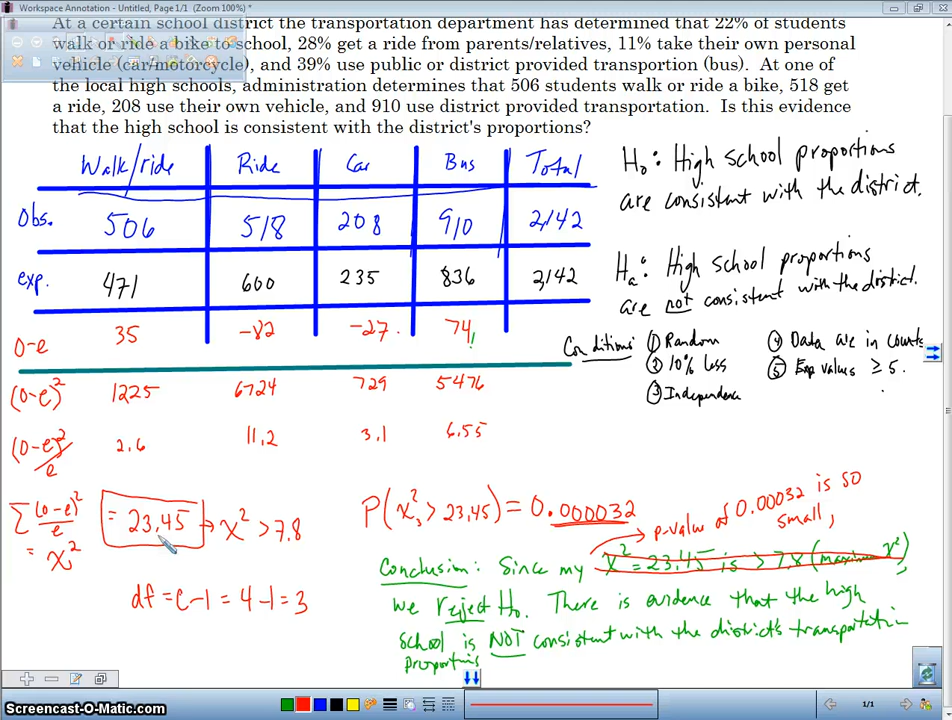 Workspace Annotation - Untitled, Page 1/1 (Zoom 100%) *
At a certain school district the transportation department has determined that 22% of students
walk or ride a bike to school, 28% get a ride from parents/relatives, 11% take their own personal
vehicle (car/motorcycle), and 39% use public or district provided transportion (bus). At one of
the local high schools, administration determines that 506 students walk or ride a bike, 518 get
a ride, 208 use their own vehicle, and 910 use district provided transportation. Is this evidence
that the high school is consistent with the district's proportions?
Walk/ride Ride Car Bus Total
Obs. 506 518 208 910 2,142
exp. 471 600 235 836 2,142
o-e 35 -82 -27 74
(o-e)² 1225 6724 729 5476
(o-e)²/e 2.6 11.2 3.1 6.55
∑ (o-e)²/e = 23.45 → χ² > 7.8
= χ²
df = c-1 = 4-1 = 3
H₀: High school proportions
are consistent with the district.
Hₐ: High school proportions
are not consistent with the district.
Conditions ① Random
② 10% less
③ Independence
④ Data are in counts
⑤ Exp values ≥ 5.
P(χ²₃ > 23.45) = 0.000032
p-value of 0.00032 is so
small,
Conclusion: Since my χ² = 23.45 is > 7.8 (maximum χ²),
we reject H₀. There is evidence that the high
school is NOT consistent with the district's transportation
proportions
Screencast-O-Matic.com
1/1